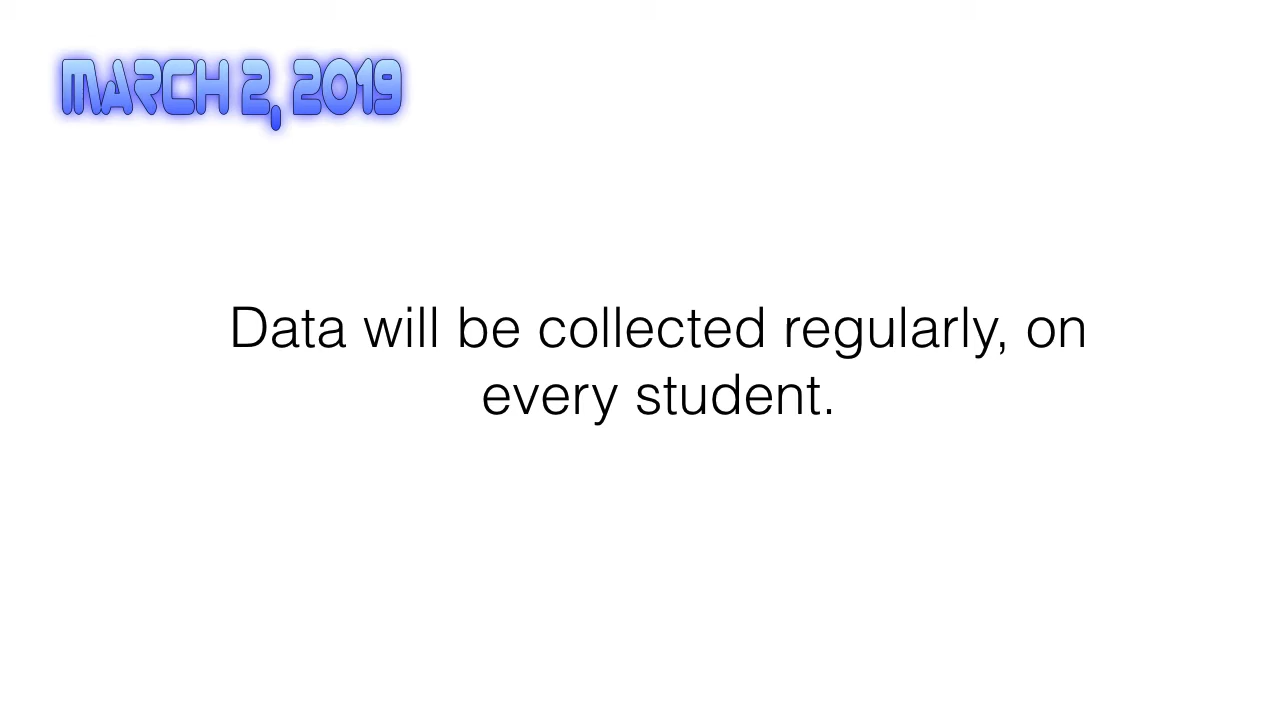 MARCH 2, 2019
Data will be collected regularly, on
every student.